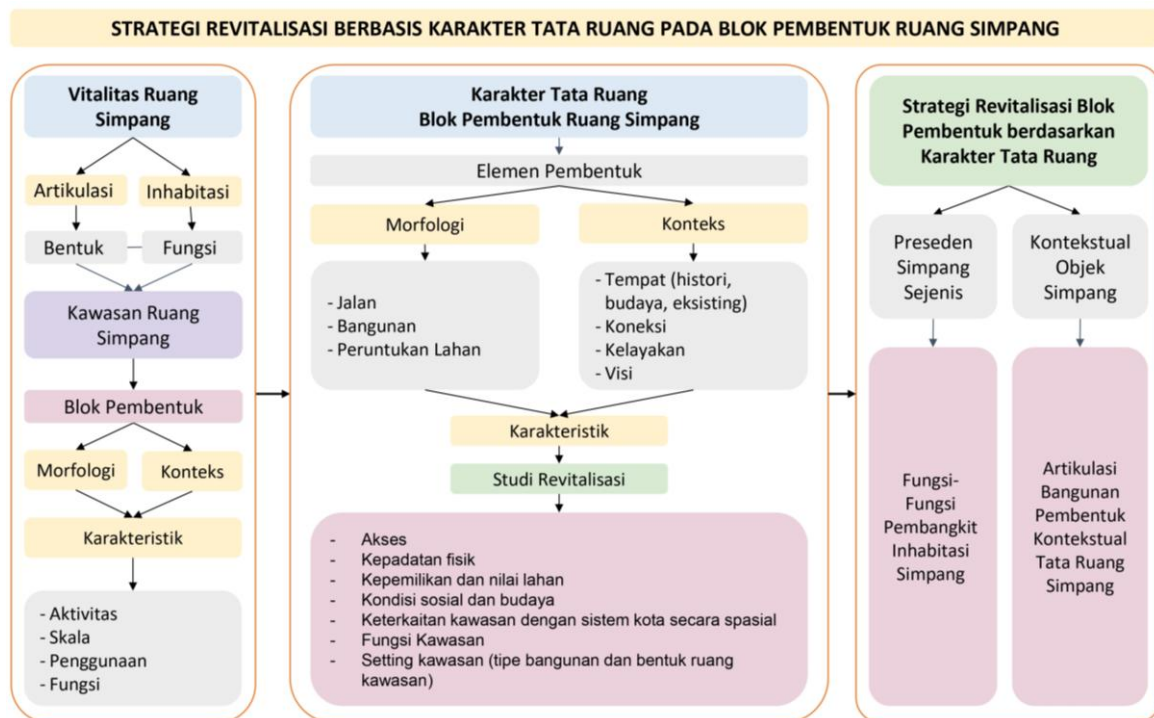 STRATEGI REVITALISASI BERBASIS KARAKTER TATA RUANG PADA BLOK PEMBENTUK RUANG SIMPANG
Vitalitas Ruang
Simpang
Artikulasi
Inhabitasi
Bentuk
Fungsi
Kawasan Ruang
Simpang
Blok Pembentuk
Morfologi
Konteks
Karakteristik
- Aktivitas
- Skala
- Penggunaan
- Fungsi
Karakter Tata Ruang
Blok Pembentuk Ruang Simpang
Elemen Pembentuk
Morfologi
Konteks
- Jalan
- Bangunan
- Peruntukan Lahan
- Tempat (histori,
budaya, eksisting)
- Koneksi
- Kelayakan
- Visi
Karakteristik
Studi Revitalisasi
- Akses
- Kepadatan fisik
- Kepemilikan dan nilai lahan
- Kondisi sosial dan budaya
- Keterkaitan kawasan dengan sistem kota secara spasial
- Fungsi Kawasan
- Setting kawasan (tipe bangunan dan bentuk ruang
kawasan)
Strategi Revitalisasi Blok
Pembentuk berdasarkan
Karakter Tata Ruang
Preseden
Simpang
Sejenis
Kontekstual
Objek
Simpang
Fungsi-
Fungsi
Pembangkit
Inhabitasi
Simpang
Artikulasi
Bangunan
Pembentuk
Kontekstual
Tata Ruang
Simpang